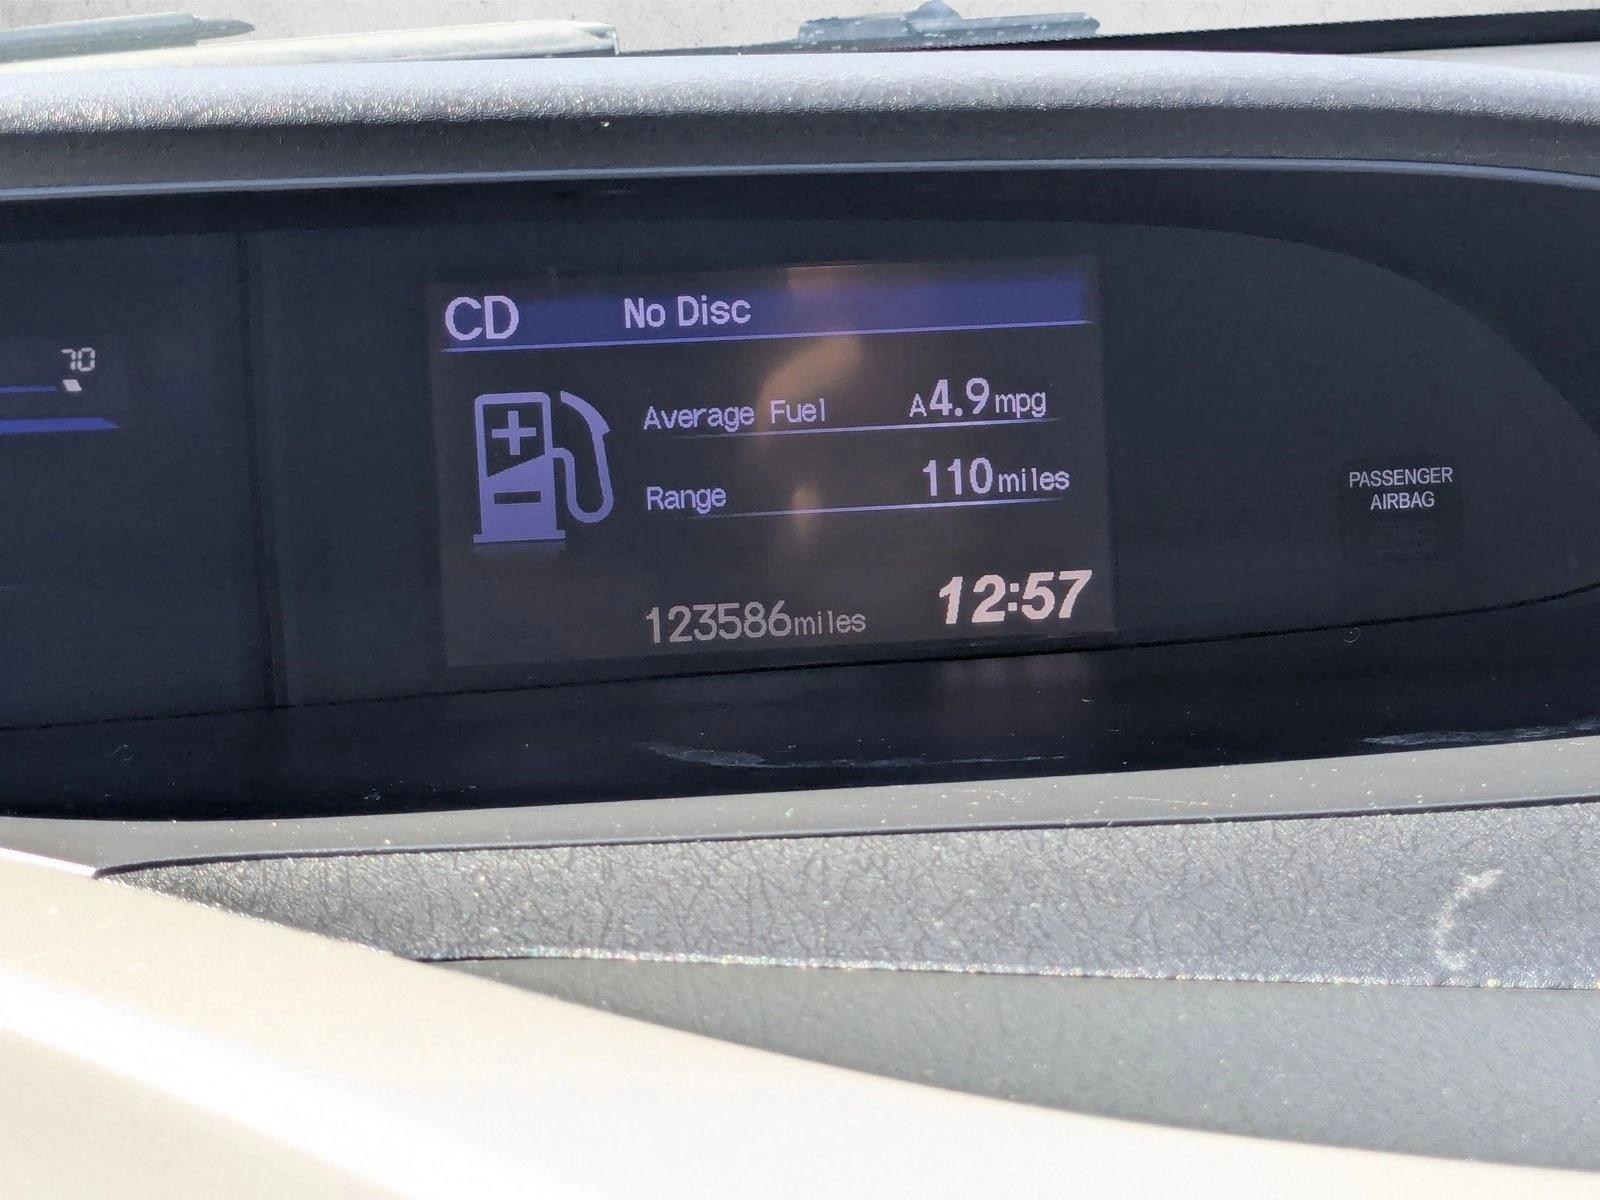 CD No Disc
70
Average Fuel A4.9mpg
Range 110miles
PASSENGER
AIRBAG
123586miles 12:57